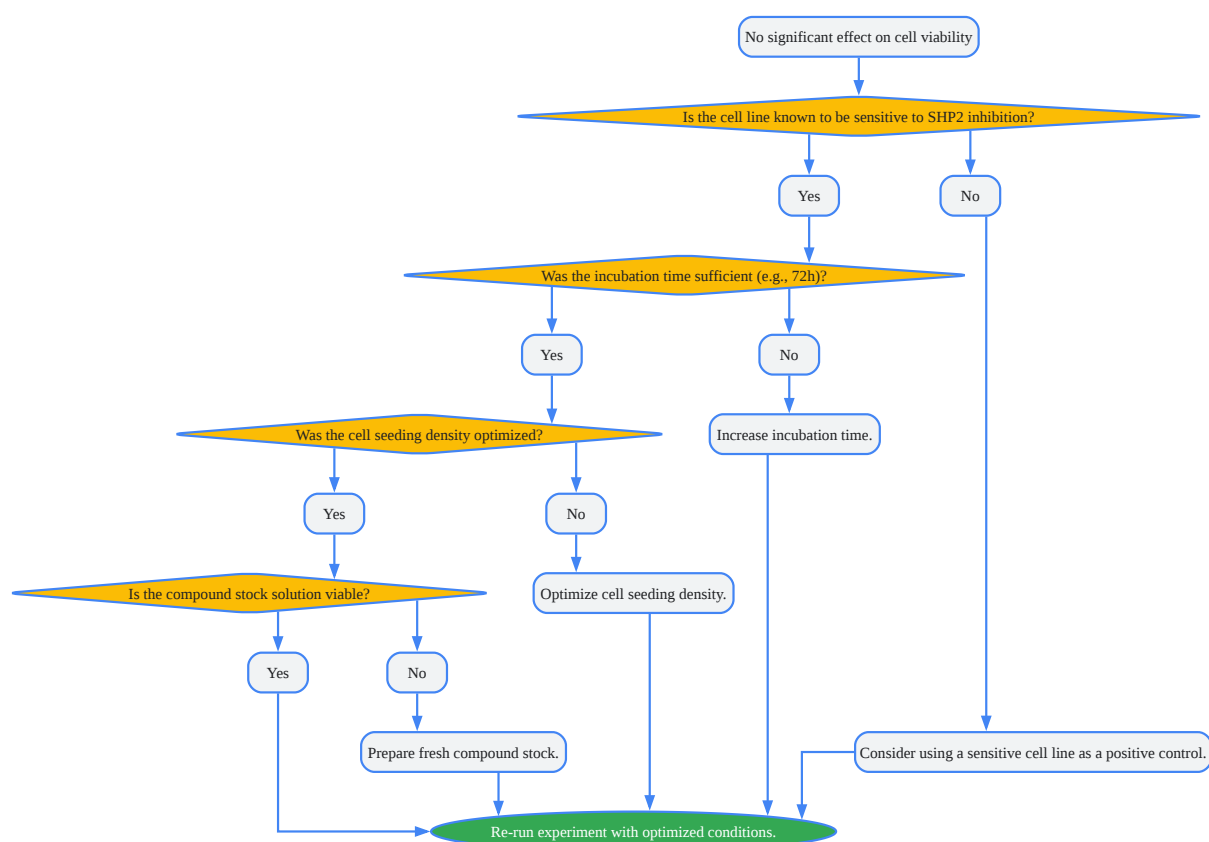 No significant effect on cell viability
Is the cell line known to be sensitive to SHP2 inhibition?
Yes
No
Was the incubation time sufficient (e.g., 72h)?
Yes
No
Increase incubation time.
Was the cell seeding density optimized?
Yes
No
Optimize cell seeding density.
Is the compound stock solution viable?
Yes
No
Prepare fresh compound stock.
Consider using a sensitive cell line as a positive control.
Re-run experiment with optimized conditions.